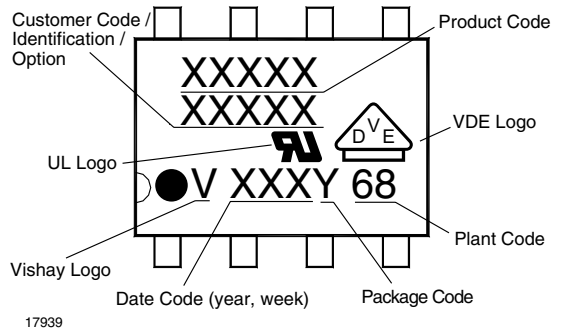 Customer Code /
Identification /
Option
Product Code
XXXXX
XXXXX
D V E
VDE Logo
UL Logo
V XXXY 68
Plant Code
Vishay Logo
Date Code (year, week)
Package Code
17939